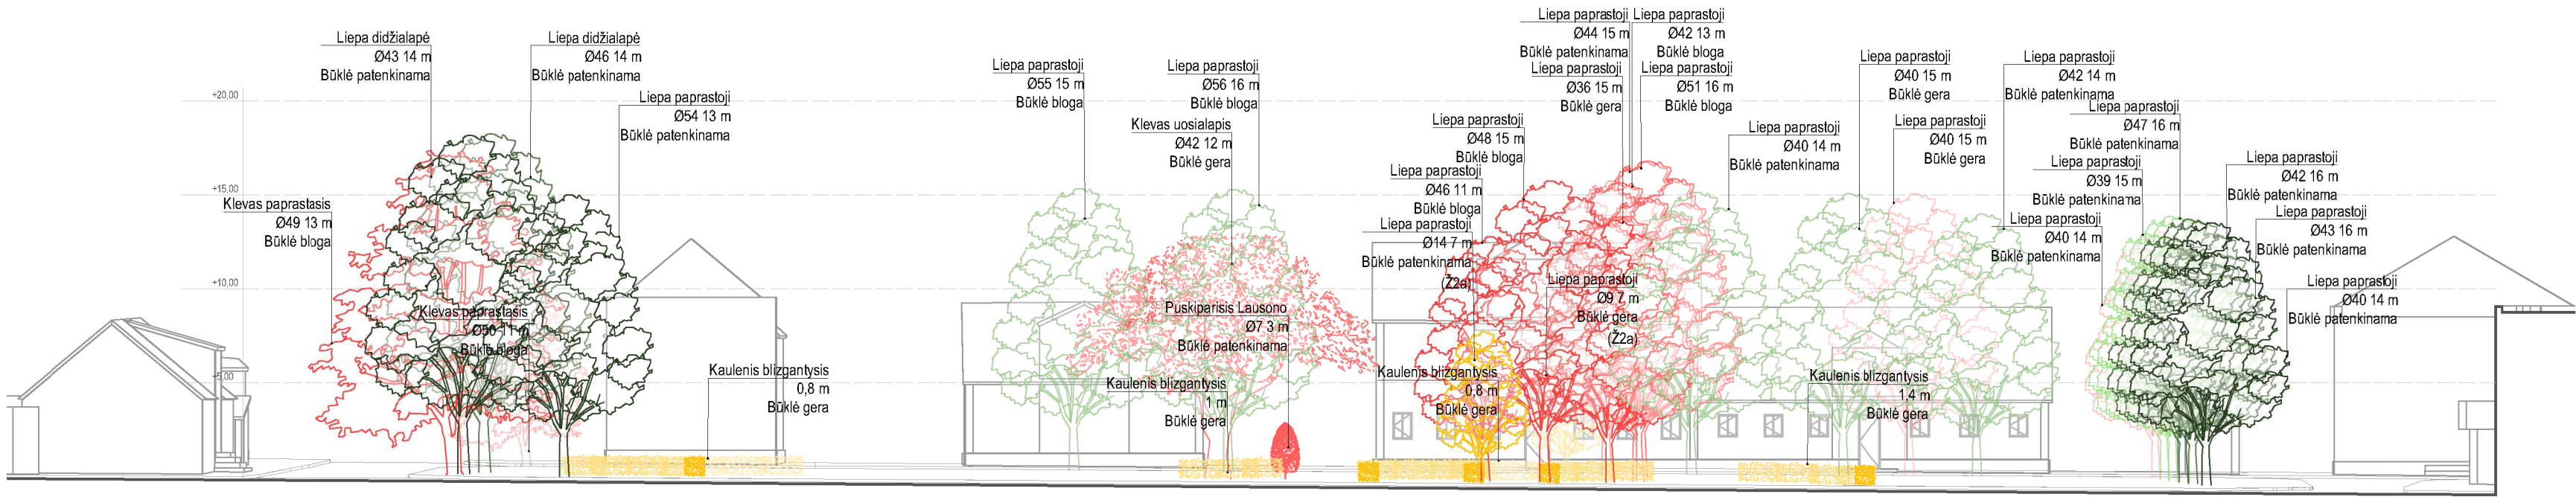 Liepa didžialapė
Ø43 14 m
Būklė patenkinama
Liepa didžialapė
Ø46 14 m
Būklė patenkinama
Liepa paprastoji
Ø54 13 m
Būklė patenkinama
+20,00
+15,00
+10,00
+5,00
Klevas paprastasis
Ø49 13 m
Būklė bloga
Klevas paprastasis
Ø50 11 m
Būklė bloga
Kaulenis blizgantysis
0,8 m
Būklė gera
Liepa paprastoji
Ø55 15 m
Būklė bloga
Liepa paprastoji
Ø56 16 m
Būklė bloga
Klevas uosialapis
Ø42 12 m
Būklė gera
Puskiparisis Lausono
Ø7 3 m
Būklė patenkinama
Kaulenis blizgantysis
1 m
Būklė gera
Liepa paprastoji
Ø44 15 m
Būklė patenkinama
Liepa paprastoji
Ø42 13 m
Būklė bloga
Liepa paprastoji
Ø36 15 m
Būklė gera
Liepa paprastoji
Ø51 16 m
Būklė bloga
Liepa paprastoji
Ø48 15 m
Būklė bloga
Liepa paprastoji
Ø46 11 m
Būklė bloga
Liepa paprastoji
Ø14 7 m
Būklė patenkinama
(Ž2a)
Liepa paprastoji
Ø9 7 m
Būklė gera
(Ž2a)
Kaulenis blizgantysis
0,8 m
Būklė gera
Liepa paprastoji
Ø40 14 m
Būklė patenkinama
Liepa paprastoji
Ø40 15 m
Būklė gera
Liepa paprastoji
Ø40 15 m
Būklė gera
Kaulenis blizgantysis
1,4 m
Būklė gera
Liepa paprastoji
Ø42 14 m
Būklė patenkinama
Liepa paprastoji
Ø47 16 m
Būklė patenkinama
Liepa paprastoji
Ø39 15 m
Būklė patenkinama
Liepa paprastoji
Ø40 14 m
Būklė patenkinama
Liepa paprastoji
Ø42 16 m
Būklė patenkinama
Liepa paprastoji
Ø43 16 m
Būklė patenkinama
Liepa paprastoji
Ø40 14 m
Būklė patenkinama